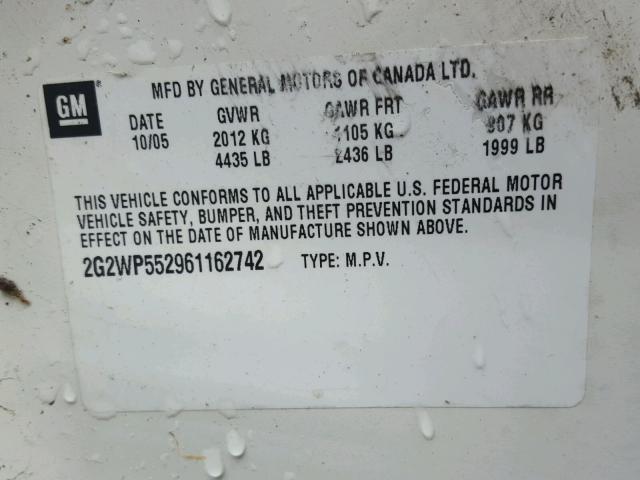 GM
MFD BY GENERAL MOTORS OF CANADA LTD.
DATE GVWR GAWR FRT GAWR RR
10/05 2012 KG 1105 KG 907 KG
4435 LB 2436 LB 1999 LB
THIS VEHICLE CONFORMS TO ALL APPLICABLE U.S. FEDERAL MOTOR
VEHICLE SAFETY, BUMPER, AND THEFT PREVENTION STANDARDS IN
EFFECT ON THE DATE OF MANUFACTURE SHOWN ABOVE.
2G2WP552961162742 TYPE: M.P.V.